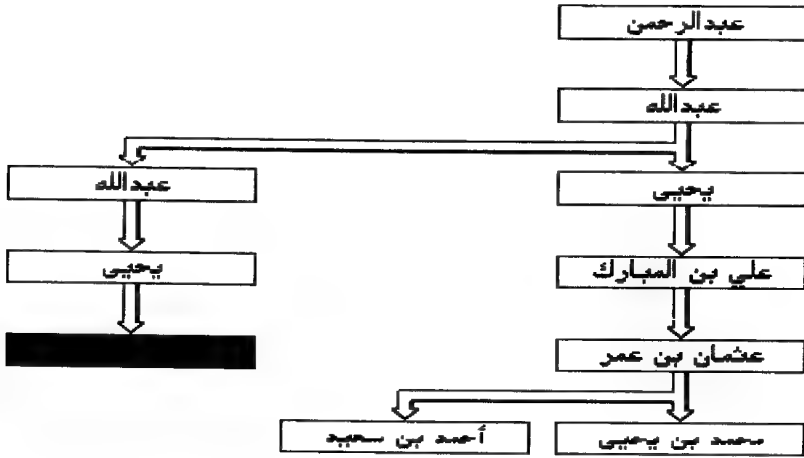 عبدالرحمن
عبدالله
عبدالله
يحيى
يحيى
علي بن المبارك
عثمان بن عمر
محمد بن يحيى
أحمد بن سعيد